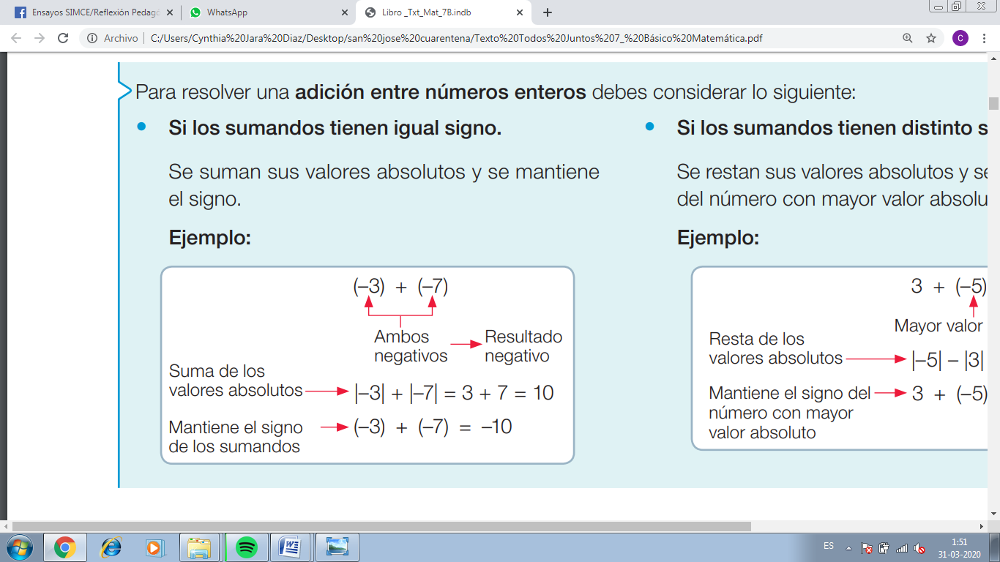 Ensayos SIMCE/Reflexión Pedagó
WhatsApp
Libro _Txt_Mat_7B.indb
Archivo
C:/Users/Cynthia%20Jara%20Diaz/Desktop/san%20jose%20cuarentena/Texto%20Todos%20Juntos%207_%20Básico%20Matemática.pdf
C
Para resolver una adición entre números enteros debes considerar lo siguiente:
• Si los sumandos tienen igual signo.
Se suman sus valores absolutos y se mantiene
el signo.
Ejemplo:
(–3) + (–7)
Ambos
negativos
Resultado
negativo
Suma de los
valores absolutos
|–3| + |–7| = 3 + 7 = 10
Mantiene el signo
de los sumandos
(–3) + (–7) = –10
• Si los sumandos tienen distinto s
Se restan sus valores absolutos y se
del número con mayor valor absolu
Ejemplo:
3 + (–5)
Mayor valor
Resta de los
valores absolutos
|–5| – |3|
Mantiene el signo del
número con mayor
valor absoluto
3 + (–5)
ES
1:51
31-03-2020